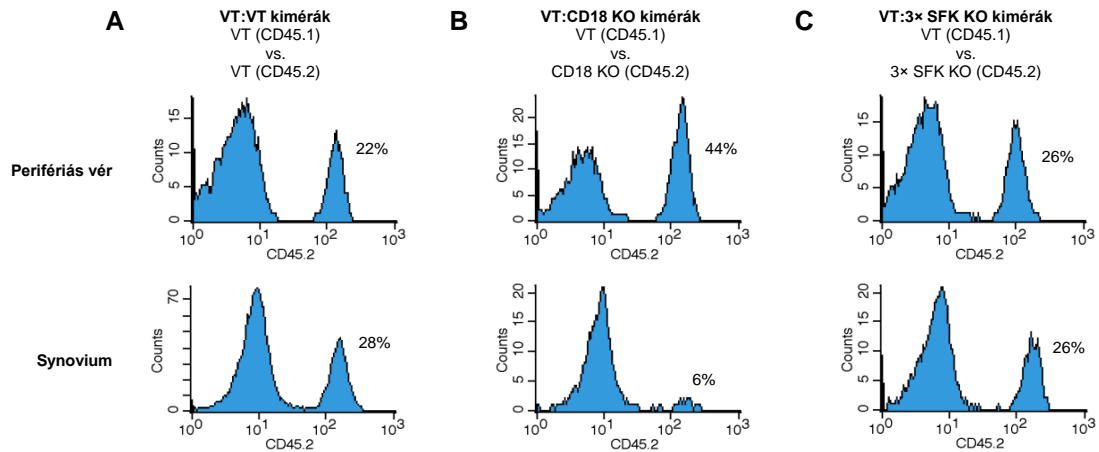 A
VT:VT kimérák
VT (CD45.1)
vs.
VT (CD45.2)
B
VT:CD18 KO kimérák
VT (CD45.1)
vs.
CD18 KO (CD45.2)
C
VT:3× SFK KO kimérák
VT (CD45.1)
vs.
3× SFK KO (CD45.2)
Perifériás vér
Counts
15
10
5
0
22%
10⁰ 10¹ 10² 10³
CD45.2
Counts
20
15
10
5
0
44%
10⁰ 10¹ 10² 10³
CD45.2
Counts
15
10
5
0
26%
10⁰ 10¹ 10² 10³
CD45.2
Synovium
Counts
70
0
28%
10⁰ 10¹ 10² 10³
CD45.2
Counts
20
15
10
5
0
6%
10⁰ 10¹ 10² 10³
CD45.2
Counts
20
15
10
5
0
26%
10⁰ 10¹ 10² 10³
CD45.2